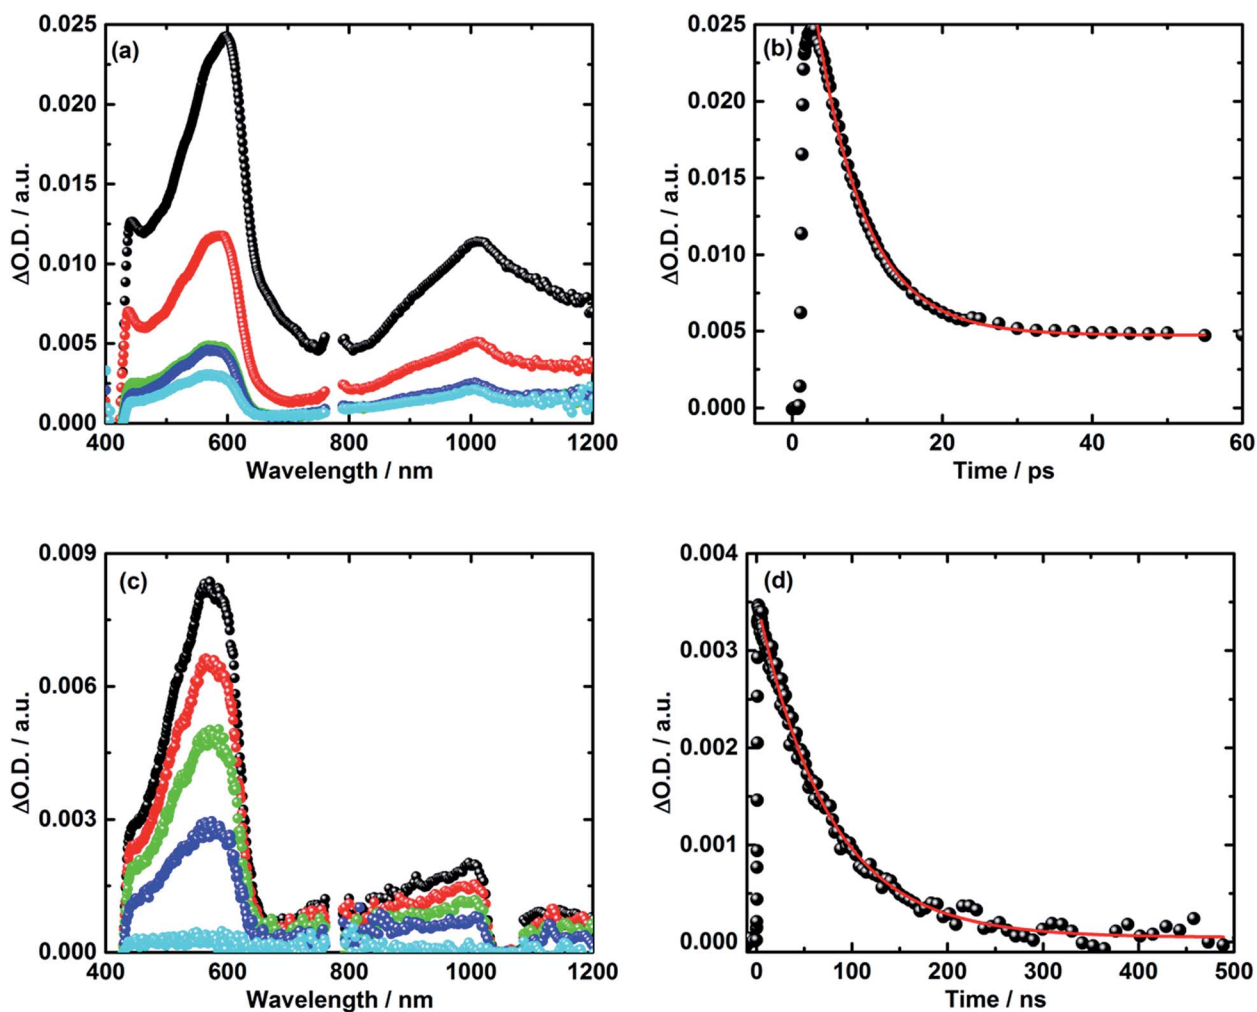 (a)
ΔO.D. / a.u.
0.025
0.020
0.015
0.010
0.005
0.000
400 600 800 1000 1200
Wavelength / nm
(b)
ΔO.D. / a.u.
0.025
0.020
0.015
0.010
0.005
0.000
0 20 40 60
Time / ps
(c)
ΔO.D. / a.u.
0.009
0.006
0.003
0.000
400 600 800 1000 1200
Wavelength / nm
(d)
ΔO.D. / a.u.
0.004
0.003
0.002
0.001
0.000
0 100 200 300 400 500
Time / ns